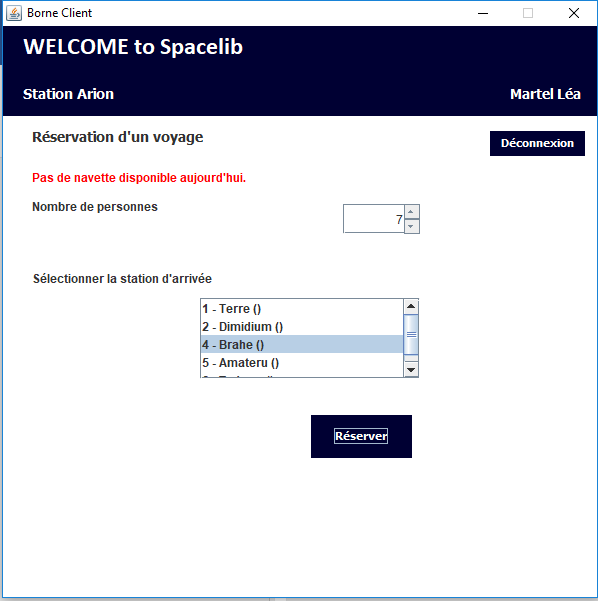 Borne Client
WELCOME to Spacelib
Station Arion
Martel Léa
Réservation d'un voyage
Déconnexion
Pas de navette disponible aujourd'hui.
Nombre de personnes
7
Sélectionner la station d'arrivée
1 - Terre ()
2 - Dimidium ()
4 - Brahe ()
5 - Amateru ()
Réserver